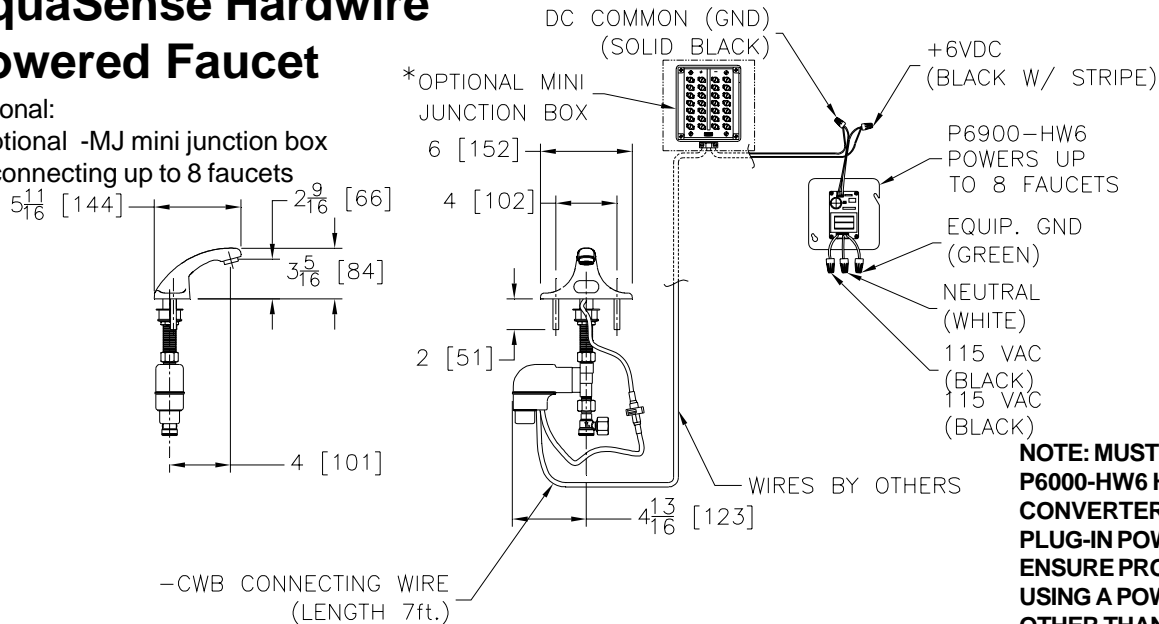 quaSense Hardwire
owered Faucet
onal:
otional -MJ mini junction box
connecting up to 8 faucets
DC COMMON (GND)
(SOLID BLACK)
+6VDC
(BLACK W/ STRIPE)
*OPTIONAL MINI
JUNCTION BOX
P6900-HW6
POWERS UP
TO 8 FAUCETS
EQUIP. GND
(GREEN)
NEUTRAL
(WHITE)
115 VAC
(BLACK)
115 VAC
(BLACK)
5 11/16 [144]
2 9/16 [66]
3 5/16 [84]
4 [101]
6 [152]
4 [102]
2 [51]
4 13/16 [123]
WIRES BY OTHERS
-CWB CONNECTING WIRE
(LENGTH 7ft.)
NOTE: MUST
P6000-HW6 H
CONVERTER
PLUG-IN POW
ENSURE PRO
USING A POW
OTHER THAN